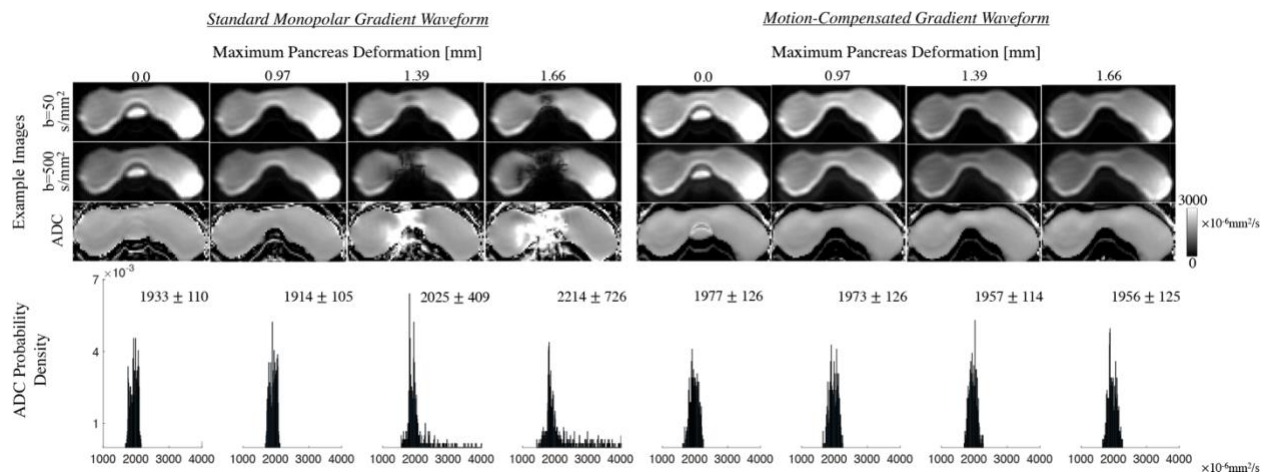 Standard Monopolar Gradient Waveform
Motion-Compensated Gradient Waveform
Maximum Pancreas Deformation [mm]
Maximum Pancreas Deformation [mm]
0.0 0.97 1.39 1.66 0.0 0.97 1.39 1.66
Example Images
b=50
s/mm²
b=500
s/mm²
ADC
3000
×10⁻⁶mm²/s
0
7 ×10⁻³
1933 ± 110 1914 ± 105 2025 ± 409 2214 ± 726 1977 ± 126 1973 ± 126 1957 ± 114 1956 ± 125
ADC Probability
Density
4
1
1000 2000 3000 4000 1000 2000 3000 4000 1000 2000 3000 4000 1000 2000 3000 4000 1000 2000 3000 4000 1000 2000 3000 4000 1000 2000 3000 4000 1000 2000 3000 4000
×10⁻⁶mm²/s